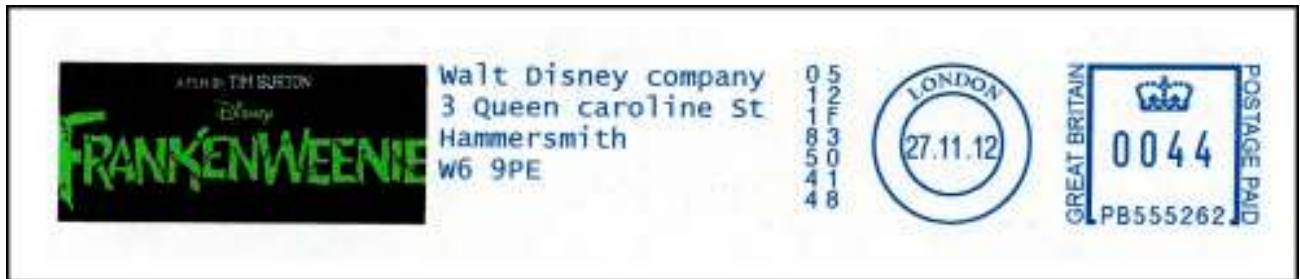 A FILM BY TIM BURTON
Disney
FRANKENWEENIE
Walt Disney company
3 Queen caroline St
Hammersmith
W6 9PE
05
12
1F
83
50
41
48
LONDON
27.11.12
GREAT BRITAIN
0044
PB555262
POSTAGE PAID